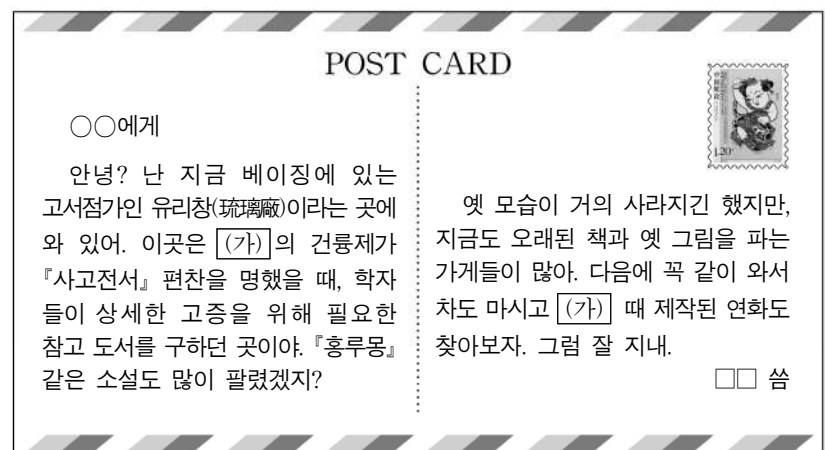 POST CARD
○○에게
안녕? 난 지금 베이징에 있는
고서점가인 유리창(琉璃廠)이라는 곳에
와 있어. 이곳은 (가)의 건륭제가
『사고전서』 편찬을 명했을 때, 학자
들이 상세한 고증을 위해 필요한
참고 도서를 구하던 곳이야.『홍루몽』
같은 소설도 많이 팔렸겠지?
1.20
옛 모습이 거의 사라지긴 했지만,
지금도 오래된 책과 옛 그림을 파는
가게들이 많아. 다음에 꼭 같이 와서
차도 마시고 (가) 때 제작된 연화도
찾아보자. 그럼 잘 지내.
□□ 씀